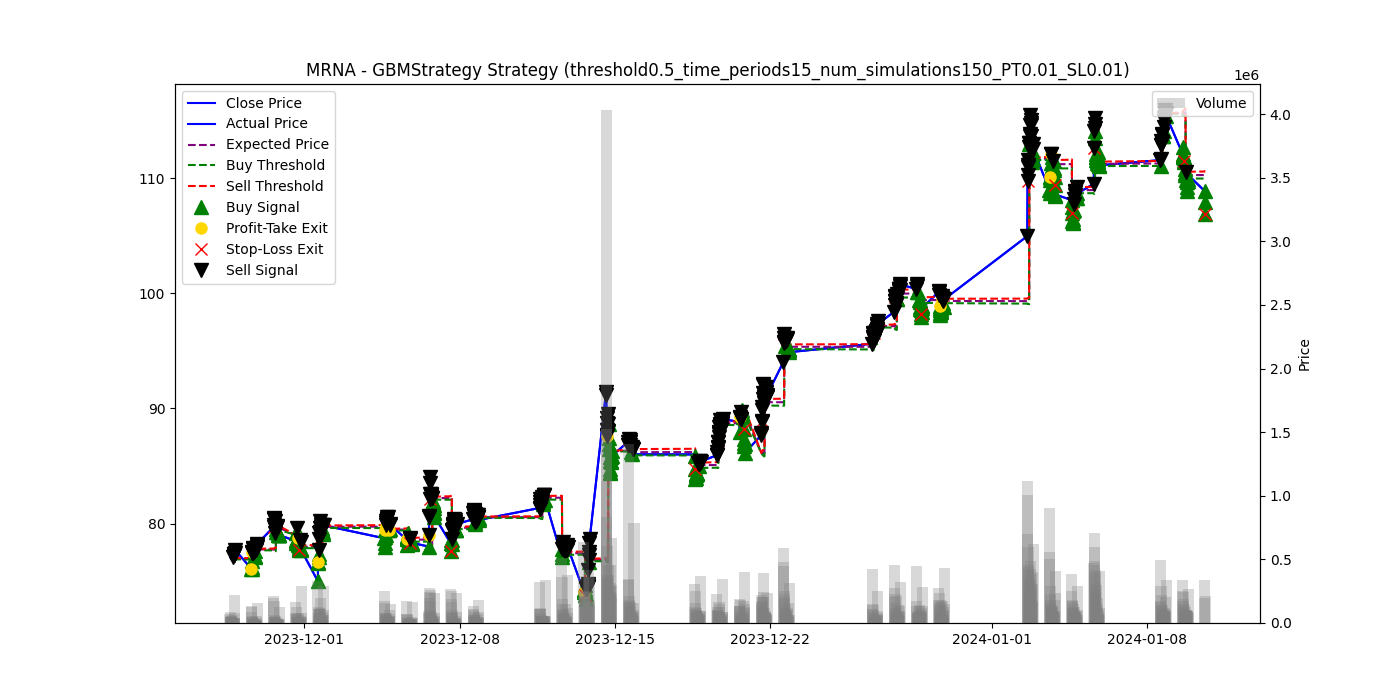 MRNA - GBMStrategy Strategy (threshold0.5_time_periods15_num_simulations150_PT0.01_SL0.01)
1e6
Close Price
Actual Price
Expected Price
Buy Threshold
Sell Threshold
Buy Signal
Profit-Take Exit
Stop-Loss Exit
Sell Signal
Volume
110
100
90
80
4.0
3.5
3.0
2.5
2.0
1.5
1.0
0.5
0.0
Price
2023-12-01
2023-12-08
2023-12-15
2023-12-22
2024-01-01
2024-01-08